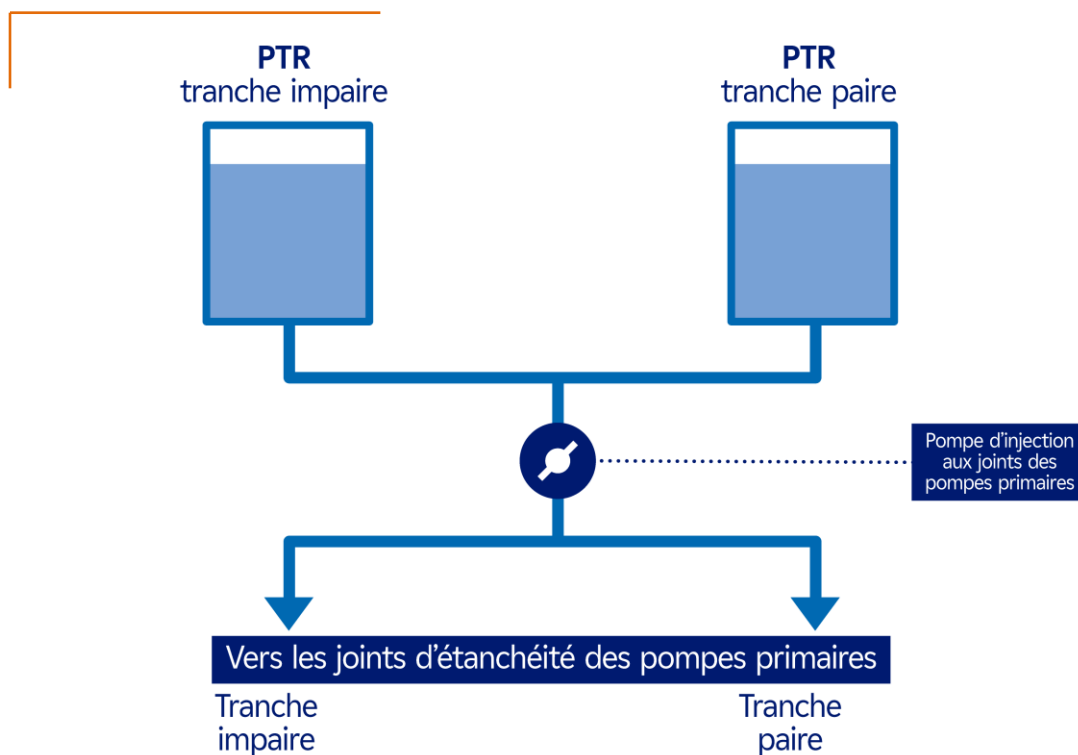 PTR
tranche impaire
PTR
tranche paire
Pompe d'injection
aux joints des
pompes primaires
Vers les joints d'étanchéité des pompes primaires
Tranche
impaire
Tranche
paire